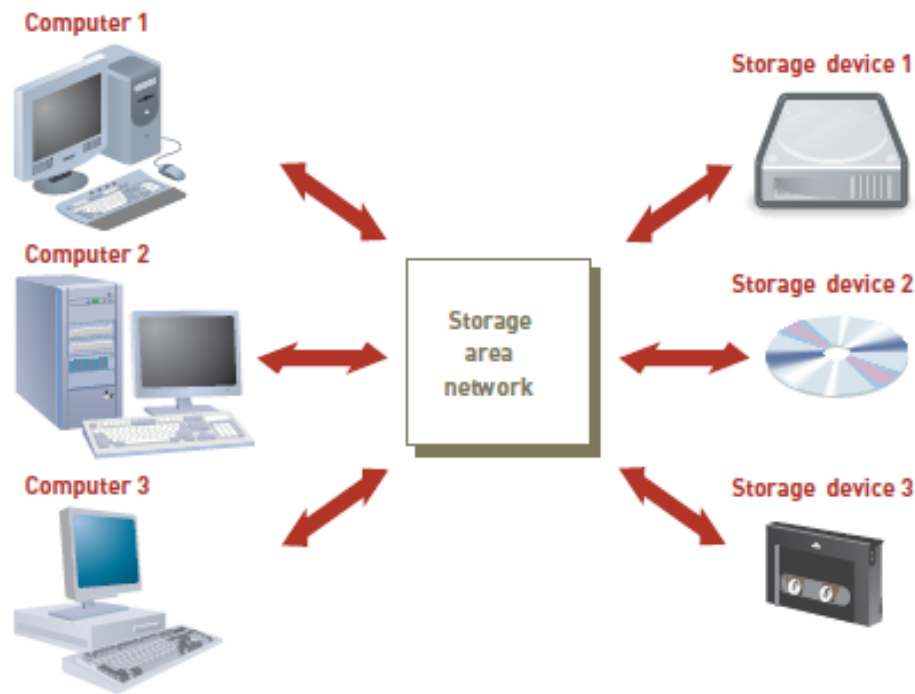 Computer 1
Storage device 1
Computer 2
Storage device 2
Storage
area
network
Computer 3
Storage device 3